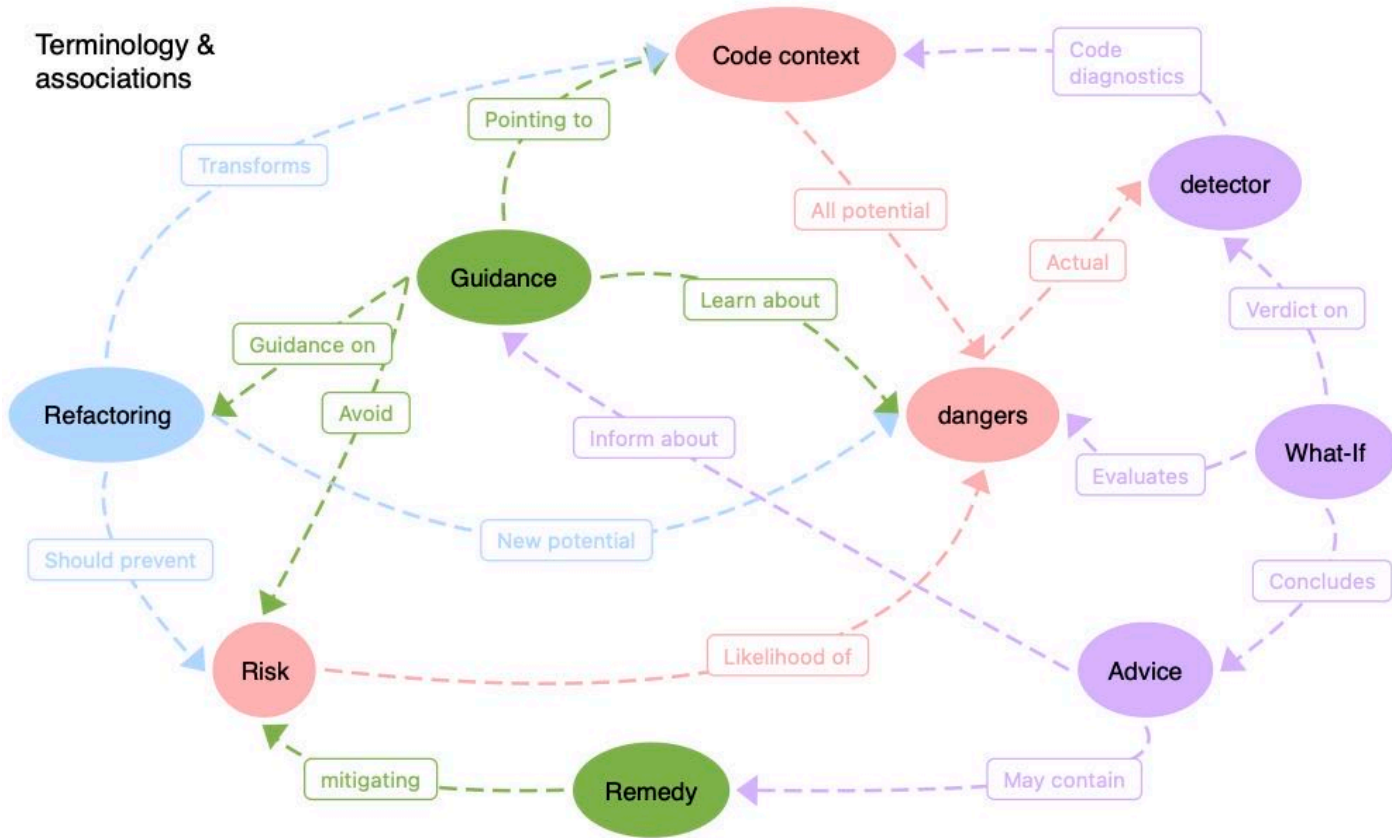 Terminology &
associations
Code context
Code
diagnostics
Pointing to
Transforms
detector
All potential
Guidance
Actual
Learn about
Verdict on
Guidance on
Refactoring
Avoid
dangers
Inform about
What-If
Evaluates
New potential
Should prevent
Concludes
Risk
Likelihood of
Advice
mitigating
Remedy
May contain